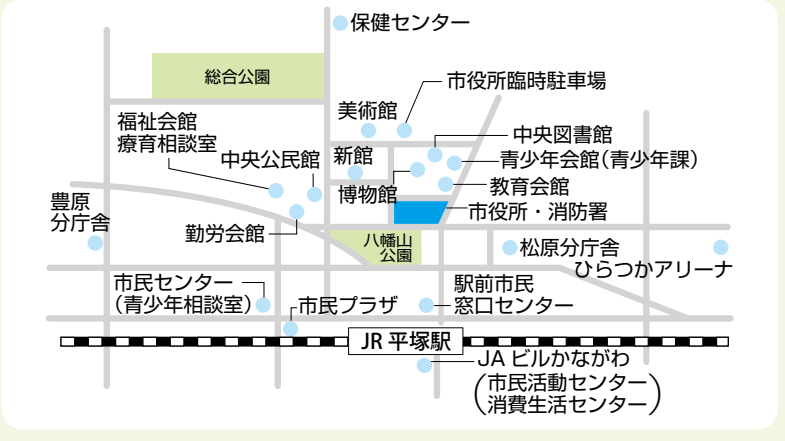 保健センター
総合公園
市役所臨時駐車場
美術館
福祉会館
療育相談室
中央図書館
中央公民館
新館
青少年会館(青少年課)
博物館
教育会館
豊原
分庁舎
市役所・消防署
勤労会館
八幡山
公園
松原分庁舎
ひらつかアリーナ
市民センター
(青少年相談室)
駅前市民
窓口センター
市民プラザ
JR 平塚駅
JA ビルかながわ
(市民活動センター
消費生活センター)